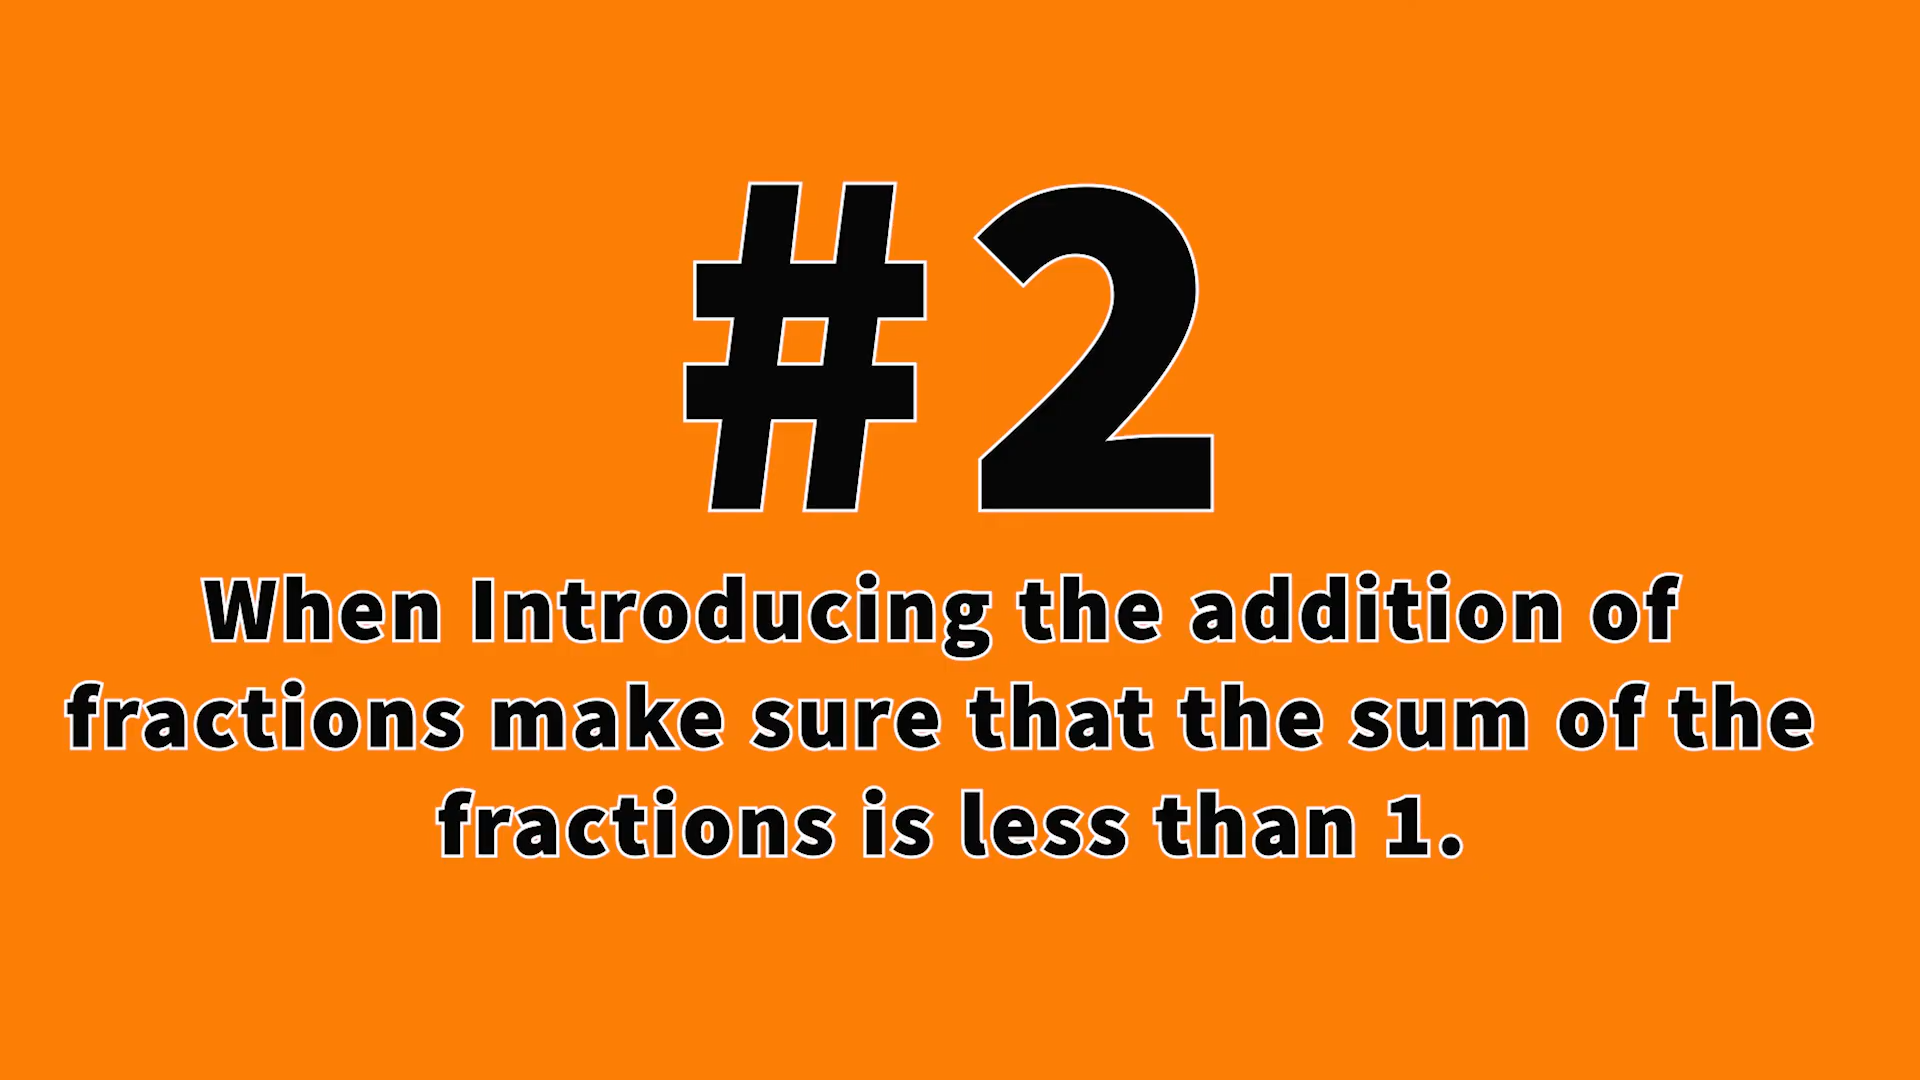 #2
When Introducing the addition of
fractions make sure that the sum of the
fractions is less than 1.